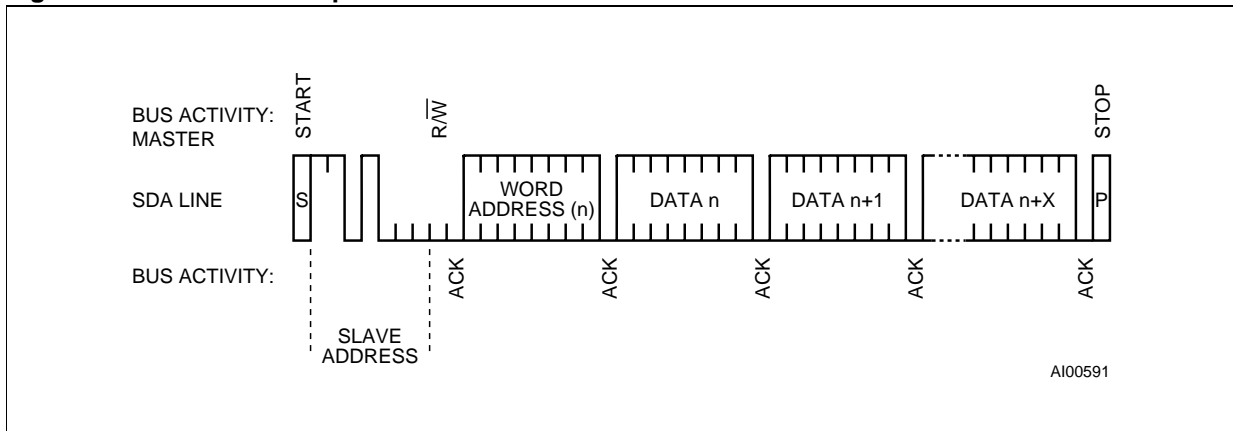 BUS ACTIVITY:
MASTER
START
R/W
STOP
SDA LINE
S
WORD
ADDRESS (n)
DATA n
DATA n+1
DATA n+X
P
BUS ACTIVITY:
ACK
ACK
ACK
ACK
ACK
SLAVE
ADDRESS
AI00591